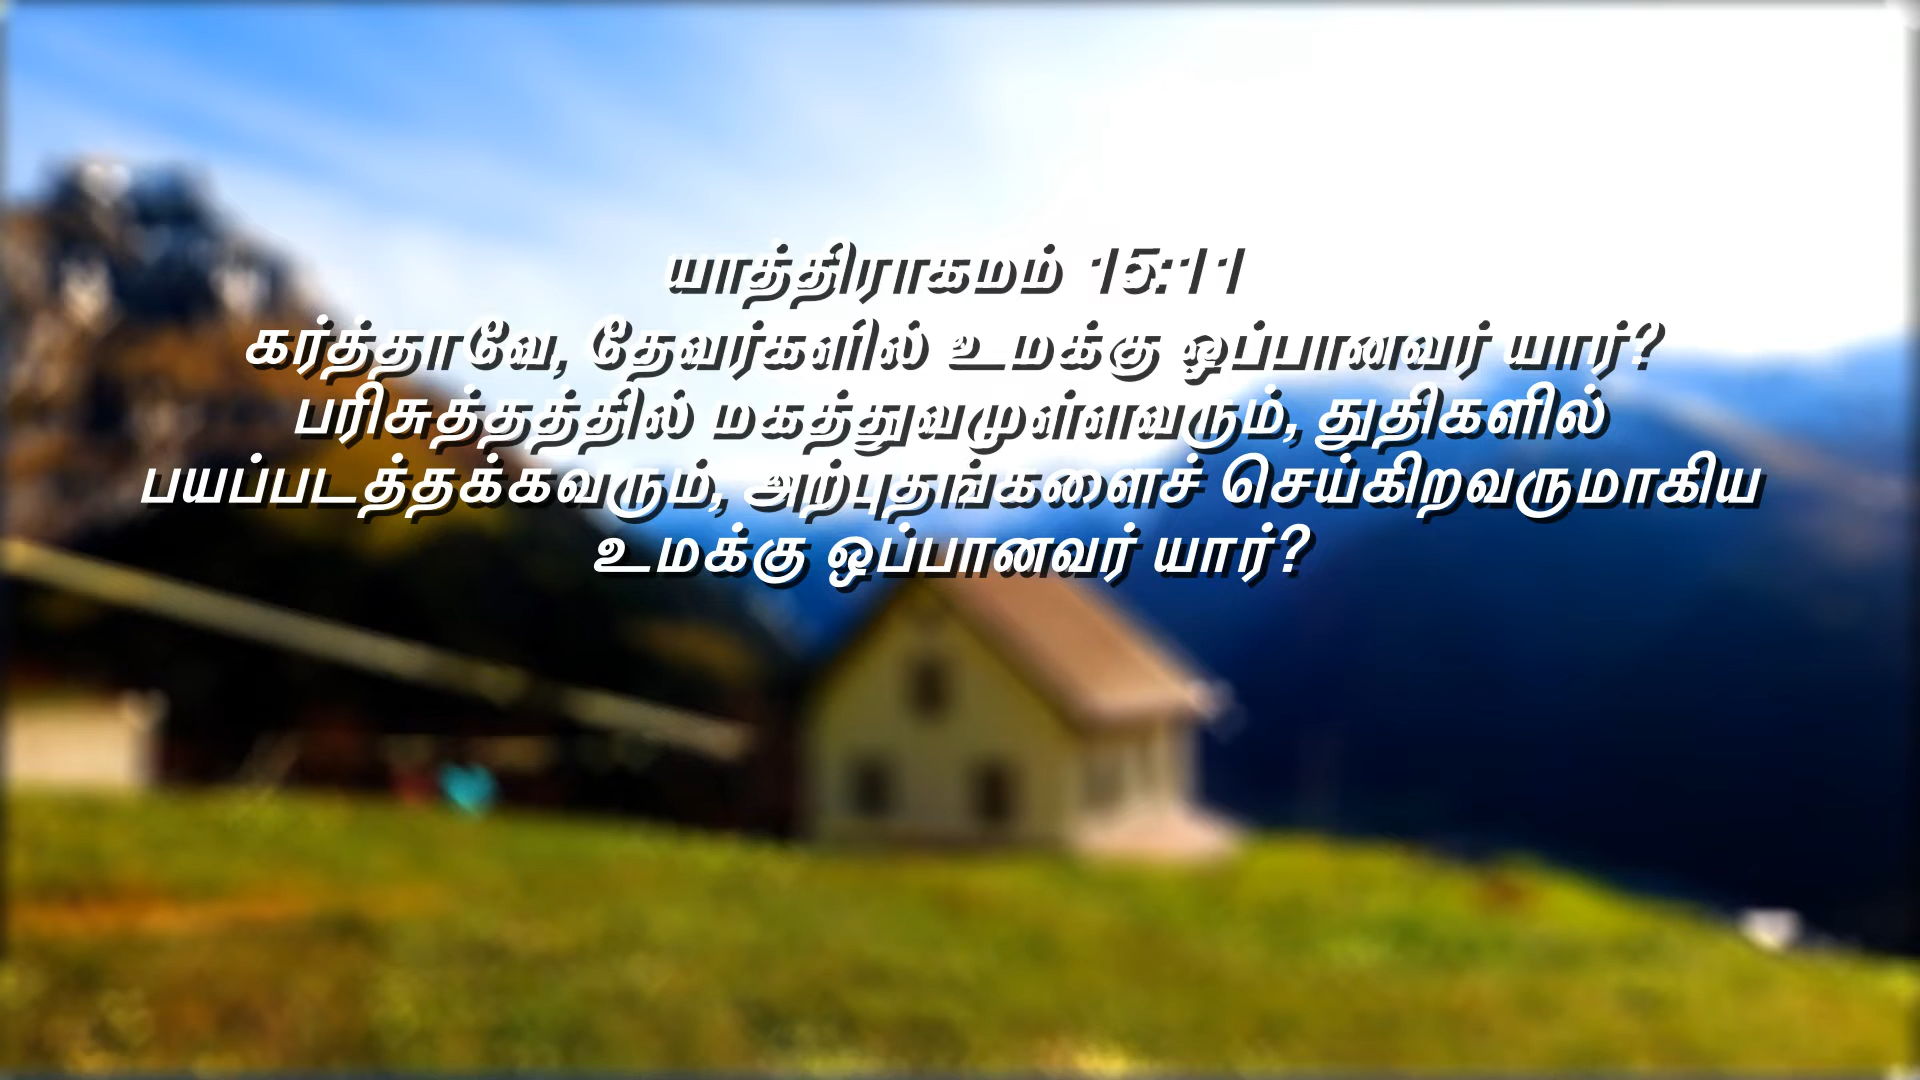 யாத்திராகமம் 15:11
கர்த்தாவே, தேவர்களில் உமக்கு ஒப்பானவர் யார்?
பரிசுத்தத்தில் மகத்துவமுள்ளவரும், துதிகளில்
பயப்படத்தக்கவரும், அற்புதங்களைச் செய்கிறவருமாகிய
உமக்கு ஒப்பானவர் யார்?